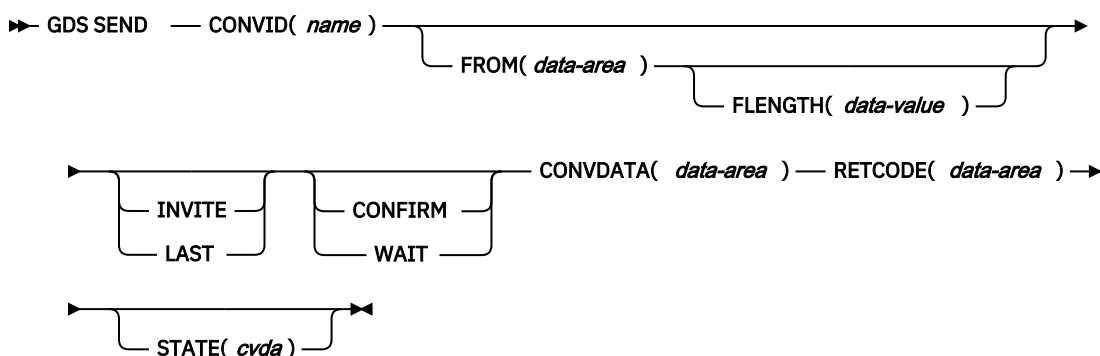 GDS SEND CONVID( name )
FROM( data-area )
FLENGTH( data-value )
CONVDATA( data-area ) RETCODE( data-area )
INVITE CONFIRM
LAST WAIT
STATE( cvda )